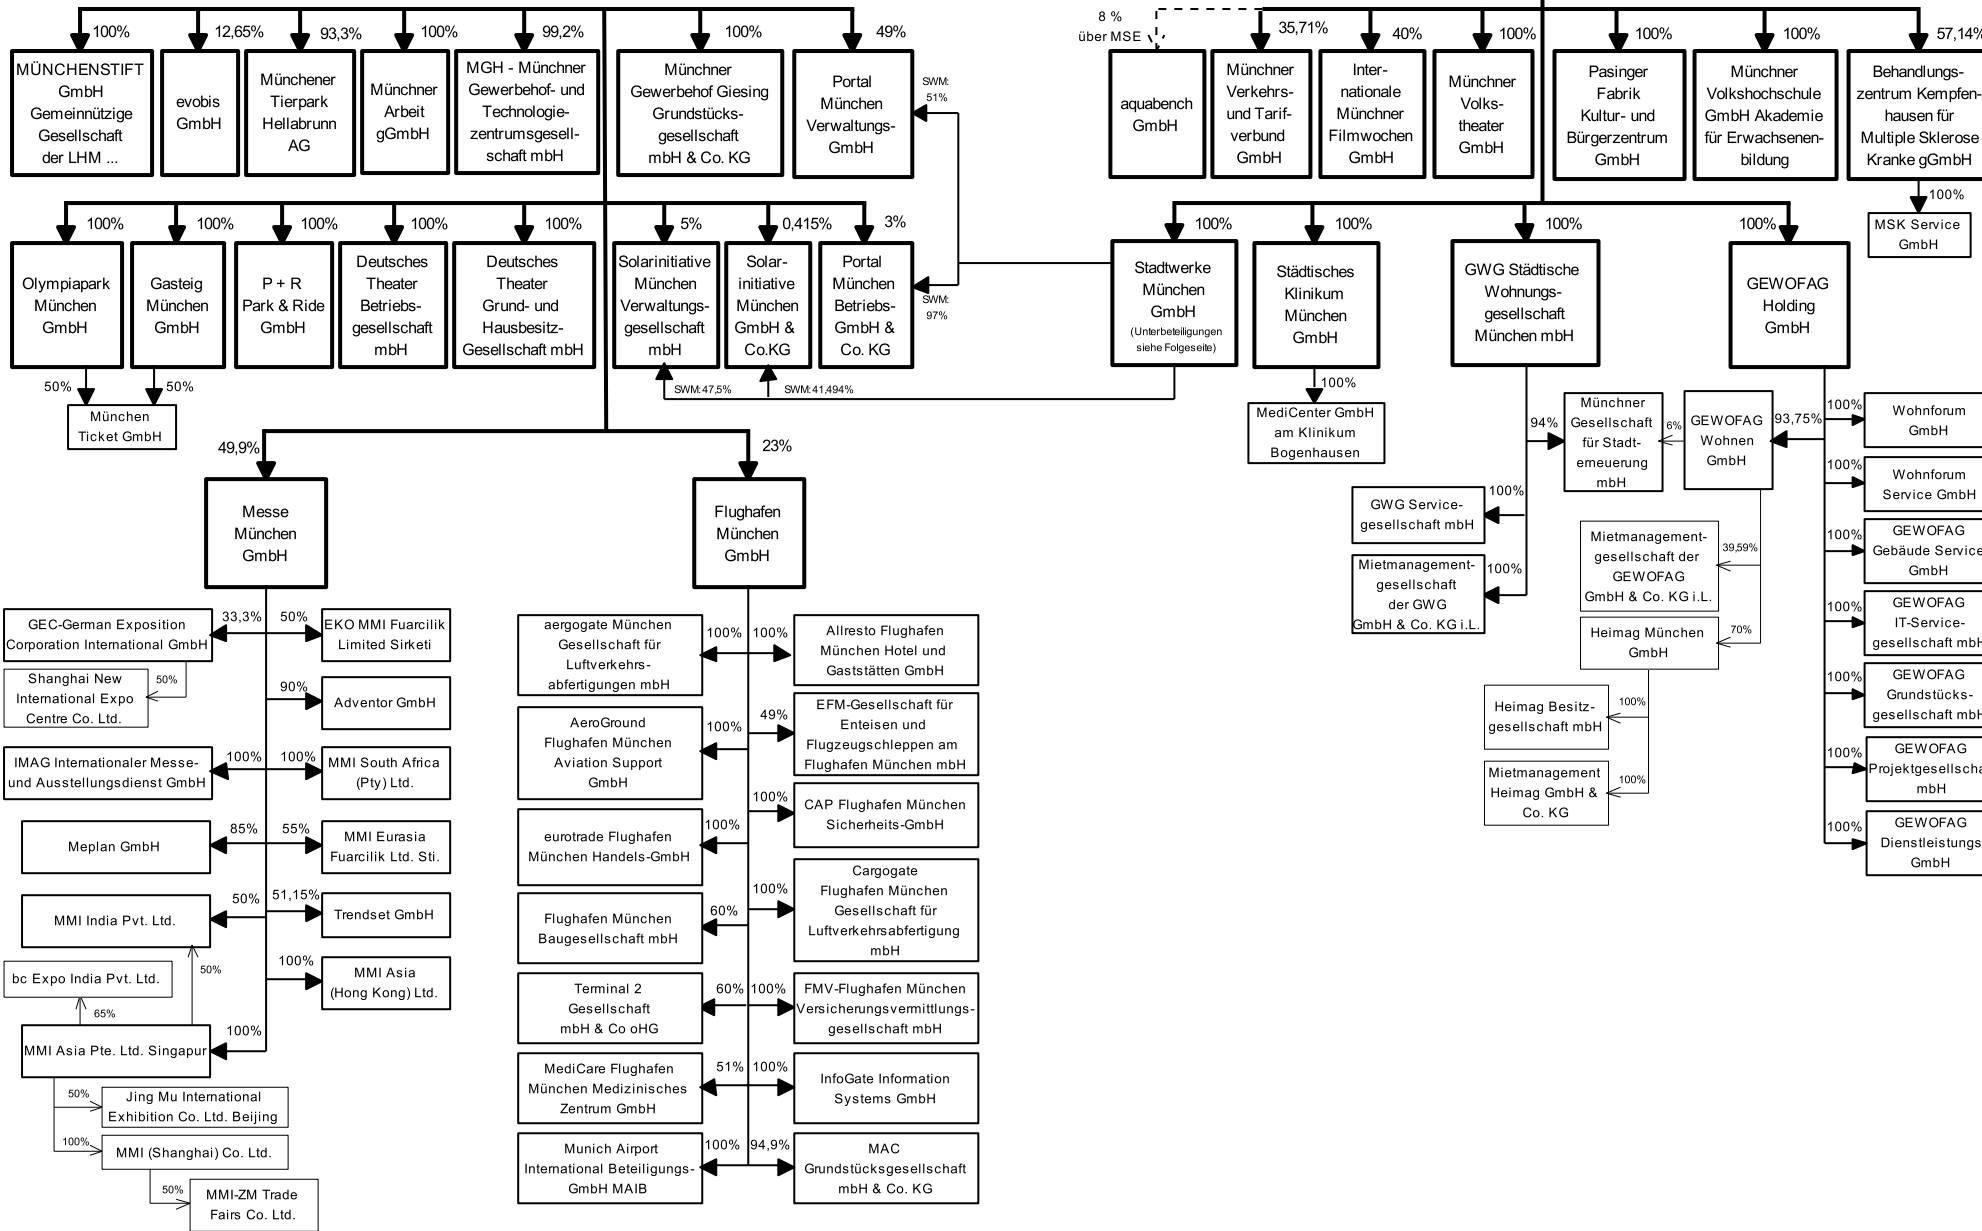 100%
12,65%
93,3%
100%
99,2%
100%
49%
MÜNCHENSTIFT
GmbH
Gemeinnützige
Gesellschaft
der LHM ...
evobis
GmbH
Münchener
Tierpark
Hellabrunn
AG
Münchner
Arbeit
gGmbH
MGH - Münchner
Gewerbehof- und
Technologie-
zentrumsgesell-
schaft mbH
Münchner
Gewerbehof Giesing
Grundstücks-
gesellschaft
mbH & Co. KG
Portal
München
Verwaltungs-
GmbH
SWM:
51%
8 %
über MSE
35,71%
40%
100%
100%
100%
57,14%
aquabench
GmbH
Münchner
Verkehrs-
und Tarif-
verbund
GmbH
Inter-
nationale
Münchner
Filmwochen
GmbH
Münchner
Volks-
theater
GmbH
Pasinger
Fabrik
Kultur- und
Bürgerzentrum
GmbH
Münchner
Volkshochschule
GmbH Akademie
für Erwachsenen-
bildung
Behandlungs-
zentrum Kempfen-
hausen für
Multiple Sklerose
Kranke gGmbH
100%
MSK Service
GmbH
100%
100%
100%
100%
100%
5%
0,415%
3%
Olympiapark
München
GmbH
Gasteig
München
GmbH
P + R
Park & Ride
GmbH
Deutsches
Theater
Betriebs-
gesellschaft
mbH
Deutsches
Theater
Grund- und
Hausbesitz-
Gesellschaft mbH
Solarinitiative
München
Verwaltungs-
gesellschaft
mbH
Solar-
initiative
München
GmbH &
Co.KG
Portal
München
Betriebs-
GmbH &
Co. KG
SWM:
97%
50%
50%
München
Ticket GmbH
SWM:47,5%
SWM:41,494%
100%
100%
100%
100%
Stadtwerke
München
GmbH
(Unterbeteiligungen
siehe Folgeseite)
Städtisches
Klinikum
München
GmbH
GWG Städtische
Wohnungs-
gesellschaft
München mbH
GEWOFAG
Holding
GmbH
100%
MediCenter GmbH
am Klinikum
Bogenhausen
94%
Münchner
Gesellschaft
für Stadt-
erneuerung
mbH
6%
GEWOFAG
Wohnen
GmbH
93,75%
100%
GWG Service-
gesellschaft mbH
100%
Mietmanagement-
gesellschaft
der GWG
GmbH & Co. KG i.L.
Mietmanagement-
gesellschaft der
GEWOFAG
GmbH & Co. KG i.L.
39,59%
Heimag München
GmbH
70%
Heimag Besitz-
gesellschaft mbH
100%
Mietmanagement
Heimag GmbH &
Co. KG
100%
100%
Wohnforum
GmbH
100%
Wohnforum
Service GmbH
100%
GEWOFAG
Gebäude Service
GmbH
100%
GEWOFAG
IT-Service-
gesellschaft mbH
100%
GEWOFAG
Grundstücks-
gesellschaft mbH
100%
GEWOFAG
Projektgesellscha
mbH
100%
GEWOFAG
Dienstleistungs
GmbH
49,9%
23%
Messe
München
GmbH
Flughafen
München
GmbH
GEC-German Exposition
Corporation International GmbH
33,3%
50%
EKO MMI Fuarcilik
Limited Sirketi
Shanghai New
International Expo
Centre Co. Ltd.
50%
90%
Adventor GmbH
IMAG Internationaler Messe-
und Ausstellungsdienst GmbH
100%
100%
MMI South Africa
(Pty) Ltd.
Meplan GmbH
85%
55%
MMI Eurasia
Fuarcilik Ltd. Sti.
MMI India Pvt. Ltd.
50%
51,15%
Trendset GmbH
50%
bc Expo India Pvt. Ltd.
100%
MMI Asia
(Hong Kong) Ltd.
65%
MMI Asia Pte. Ltd. Singapur
100%
50%
Jing Mu International
Exhibition Co. Ltd. Beijing
100%
MMI (Shanghai) Co. Ltd.
50%
MMI-ZM Trade
Fairs Co. Ltd.
aergogate München
Gesellschaft für
Luftverkehrs-
abfertigungen mbH
100%
100%
Allresto Flughafen
München Hotel und
Gaststätten GmbH
AeroGround
Flughafen München
Aviation Support
GmbH
100%
49%
EFM-Gesellschaft für
Enteisen und
Flugzeugschleppen am
Flughafen München mbH
eurotrade Flughafen
München Handels-GmbH
100%
100%
CAP Flughafen München
Sicherheits-GmbH
Flughafen München
Baugesellschaft mbH
60%
100%
Cargogate
Flughafen München
Gesellschaft für
Luftverkehrsabfertigung
mbH
Terminal 2
Gesellschaft
mbH & Co oHG
60%
100%
FMV-Flughafen München
Versicherungsvermittlungs-
gesellschaft mbH
MediCare Flughafen
München Medizinisches
Zentrum GmbH
51%
100%
InfoGate Information
Systems GmbH
Munich Airport
International Beteiligungs-
GmbH MAIB
100%
94,9%
MAC
Grundstücksgesellschaft
mbH & Co. KG